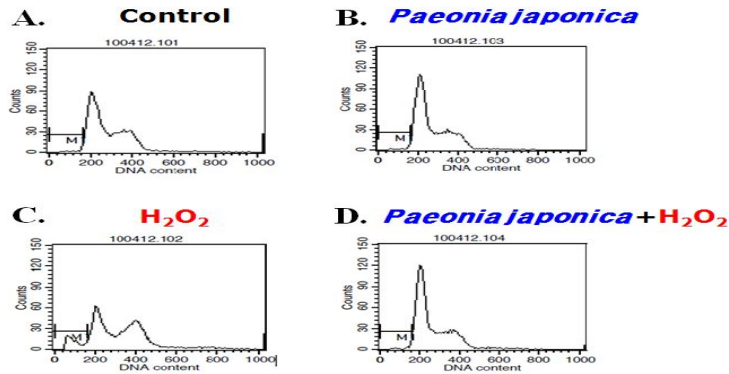 A. Control
100412.101
Counts
150
120
90
60
30
0
M
0 200 400 600 800 1000
DNA content
B. Paeonia japonica
100412.103
Counts
150
120
90
60
30
0
M
0 200 400 600 800 1000
DNA content
C. H₂O₂
100412.102
Counts
150
120
90
60
30
0
M
0 200 400 600 800 1000
DNA content
D. Paeonia japonica+H₂O₂
100412.104
Counts
150
120
90
60
30
0
M
0 200 400 600 800 1000
DNA content